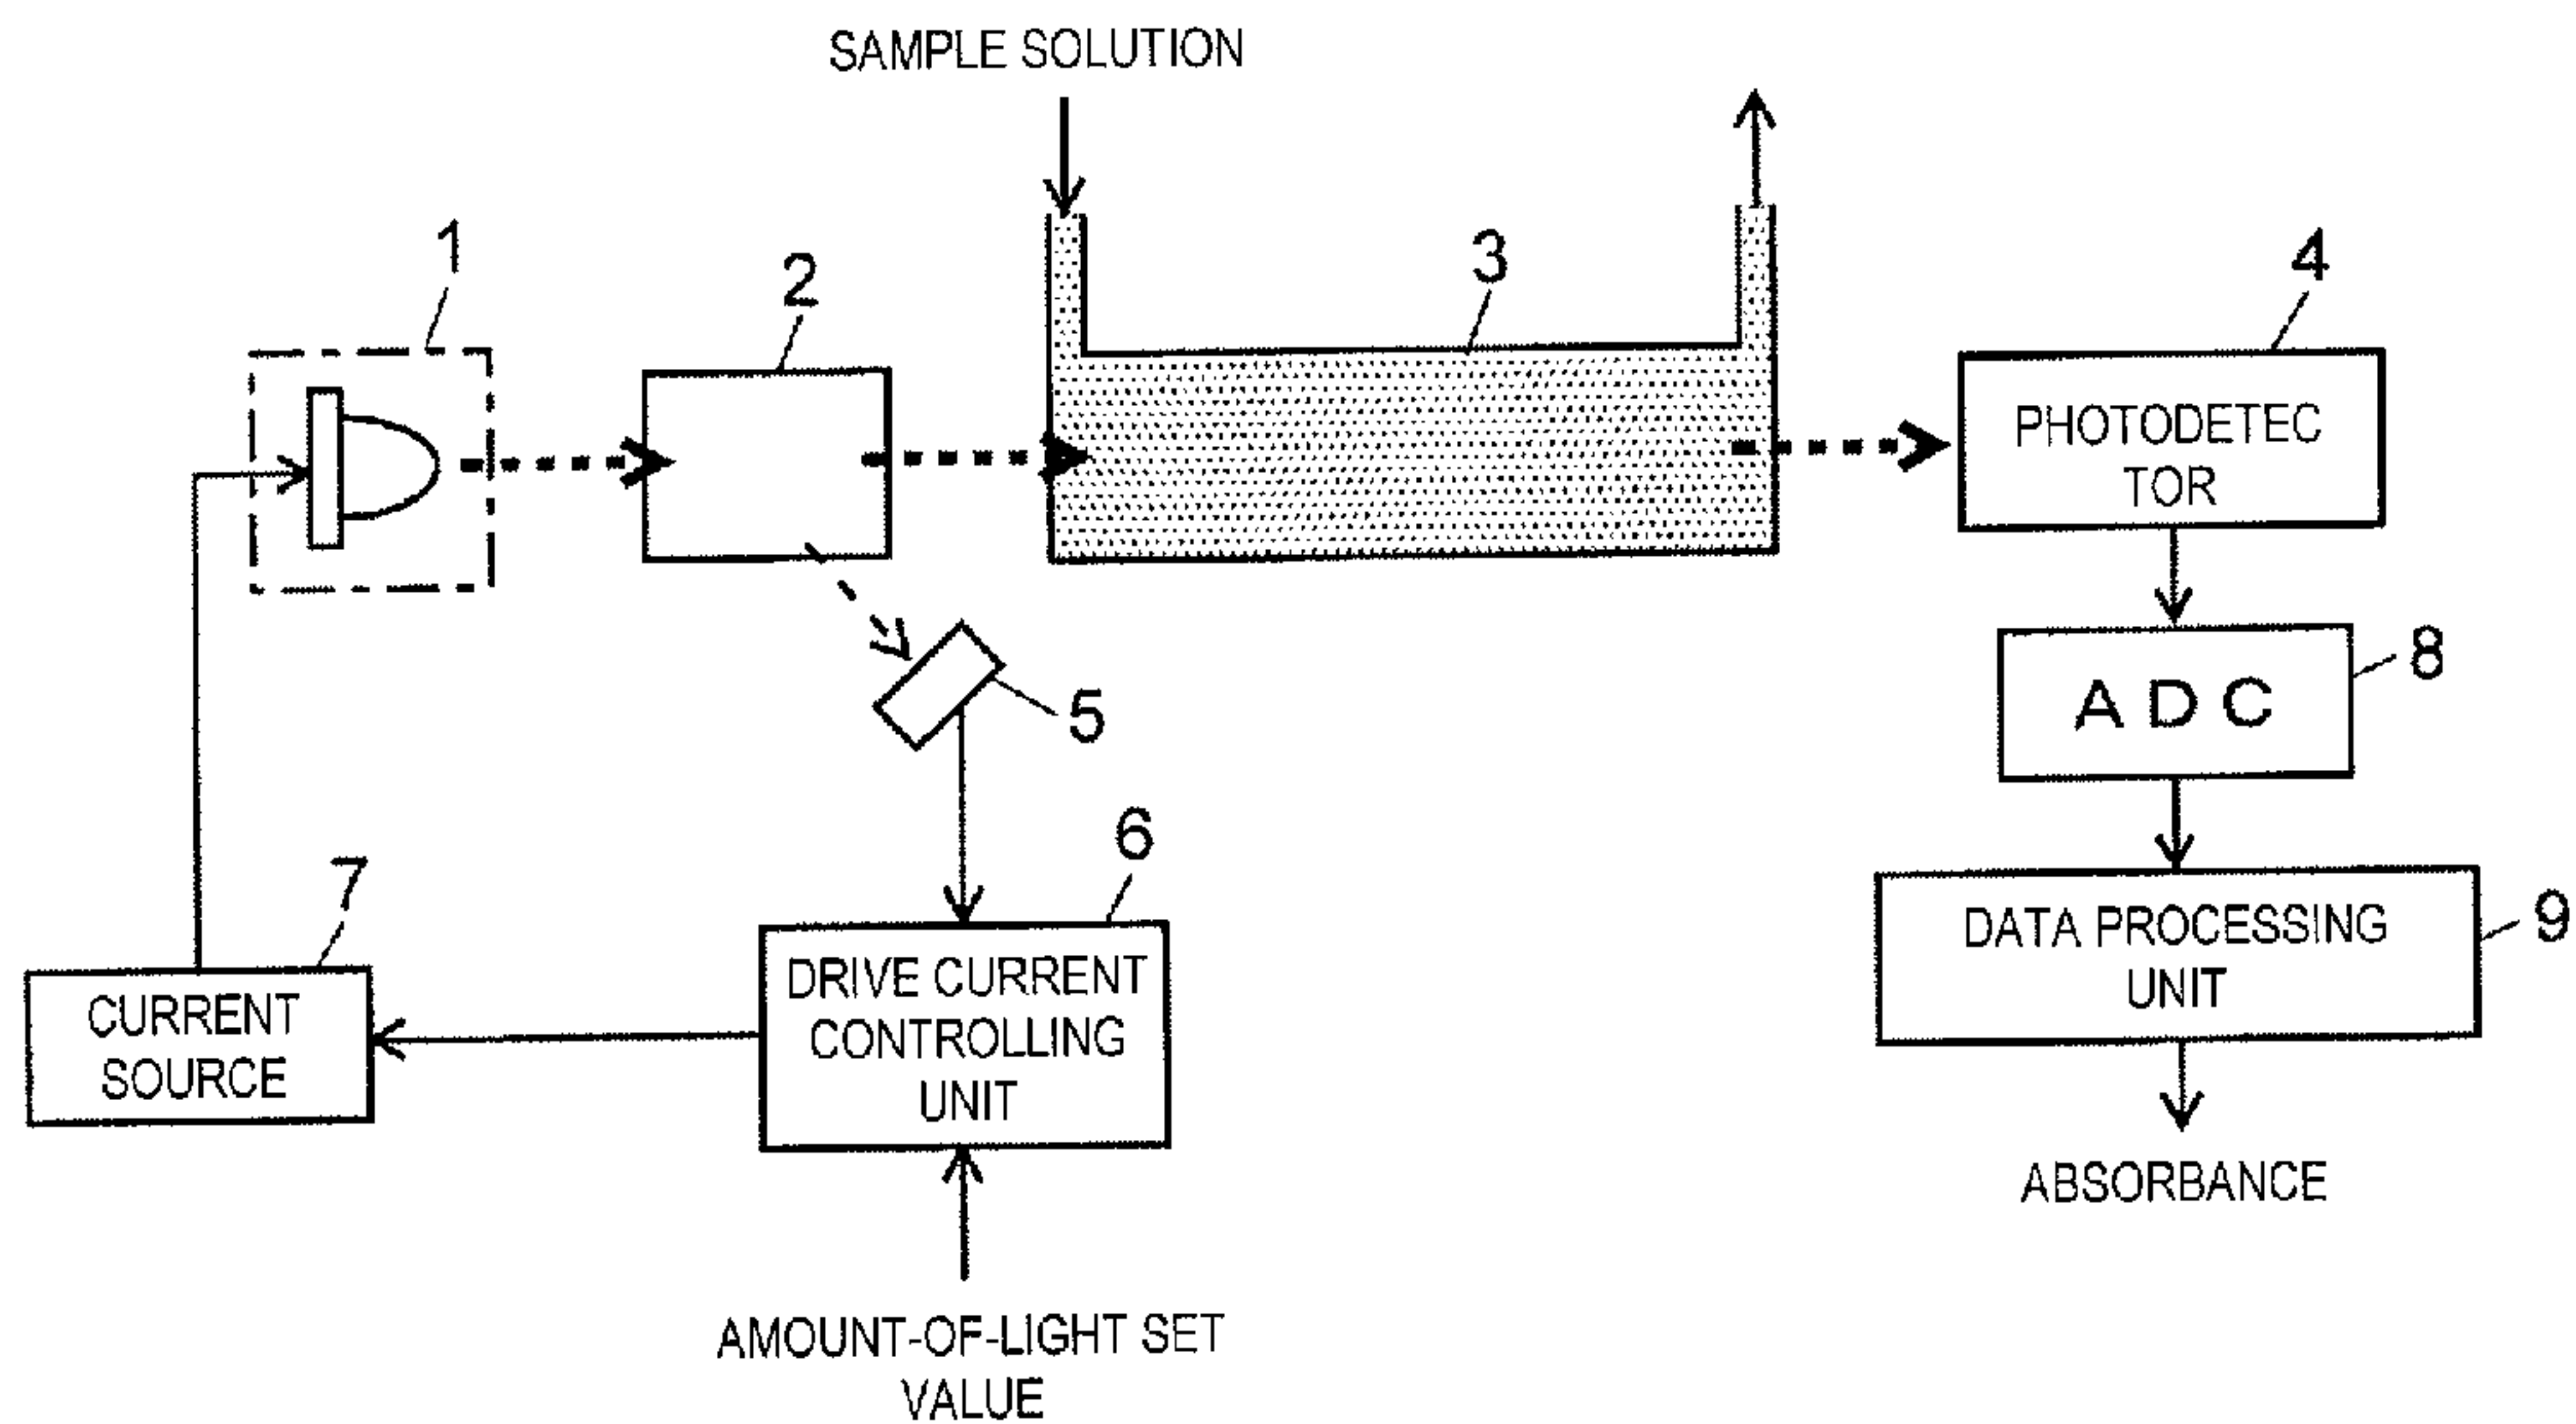 SAMPLE SOLUTION
1
2
3
4
PHOTODETEC
TOR
5
8
ADC
6
7
9
DRIVE CURRENT
CONTROLLING
UNIT
CURRENT
SOURCE
DATA PROCESSING
UNIT
ABSORBANCE
AMOUNT-OF-LIGHT SET
VALUE